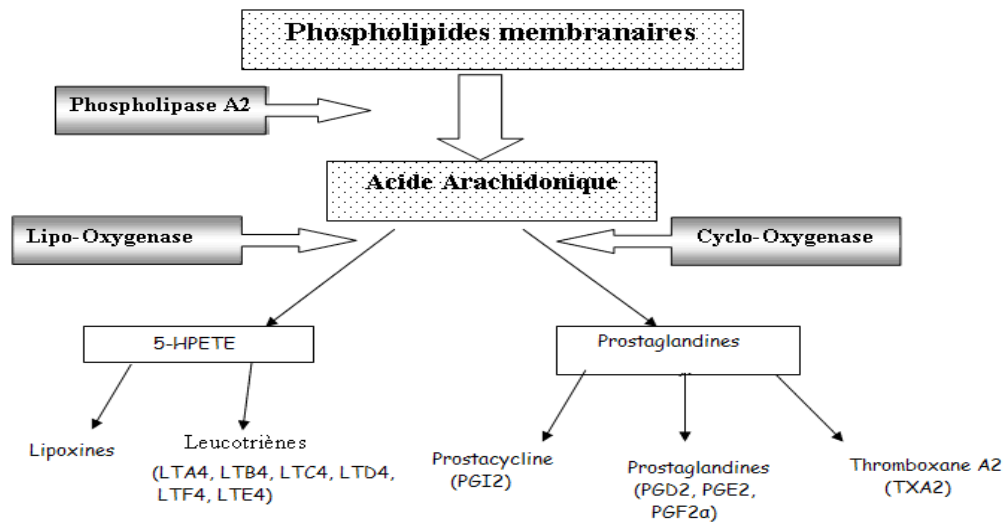 Phospholipides membranaires
Phospholipase A2
Acide Arachidonique
Lipo-Oxygenase
Cyclo-Oxygenase
5-HPETE
Prostaglandines
Lipoxines
Leucotriènes
(LTA4, LTB4, LTC4, LTD4,
LTF4, LTE4)
Prostacycline
(PGI2)
Prostaglandines
(PGD2, PGE2,
PGF2α)
Thromboxane A2
(TXA2)